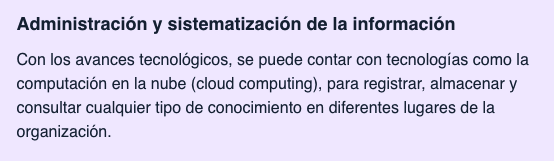 Administración y sistematización de la información
Con los avances tecnológicos, se puede contar con tecnologías como la
computación en la nube (cloud computing), para registrar, almacenar y
consultar cualquier tipo de conocimiento en diferentes lugares de la
organización.